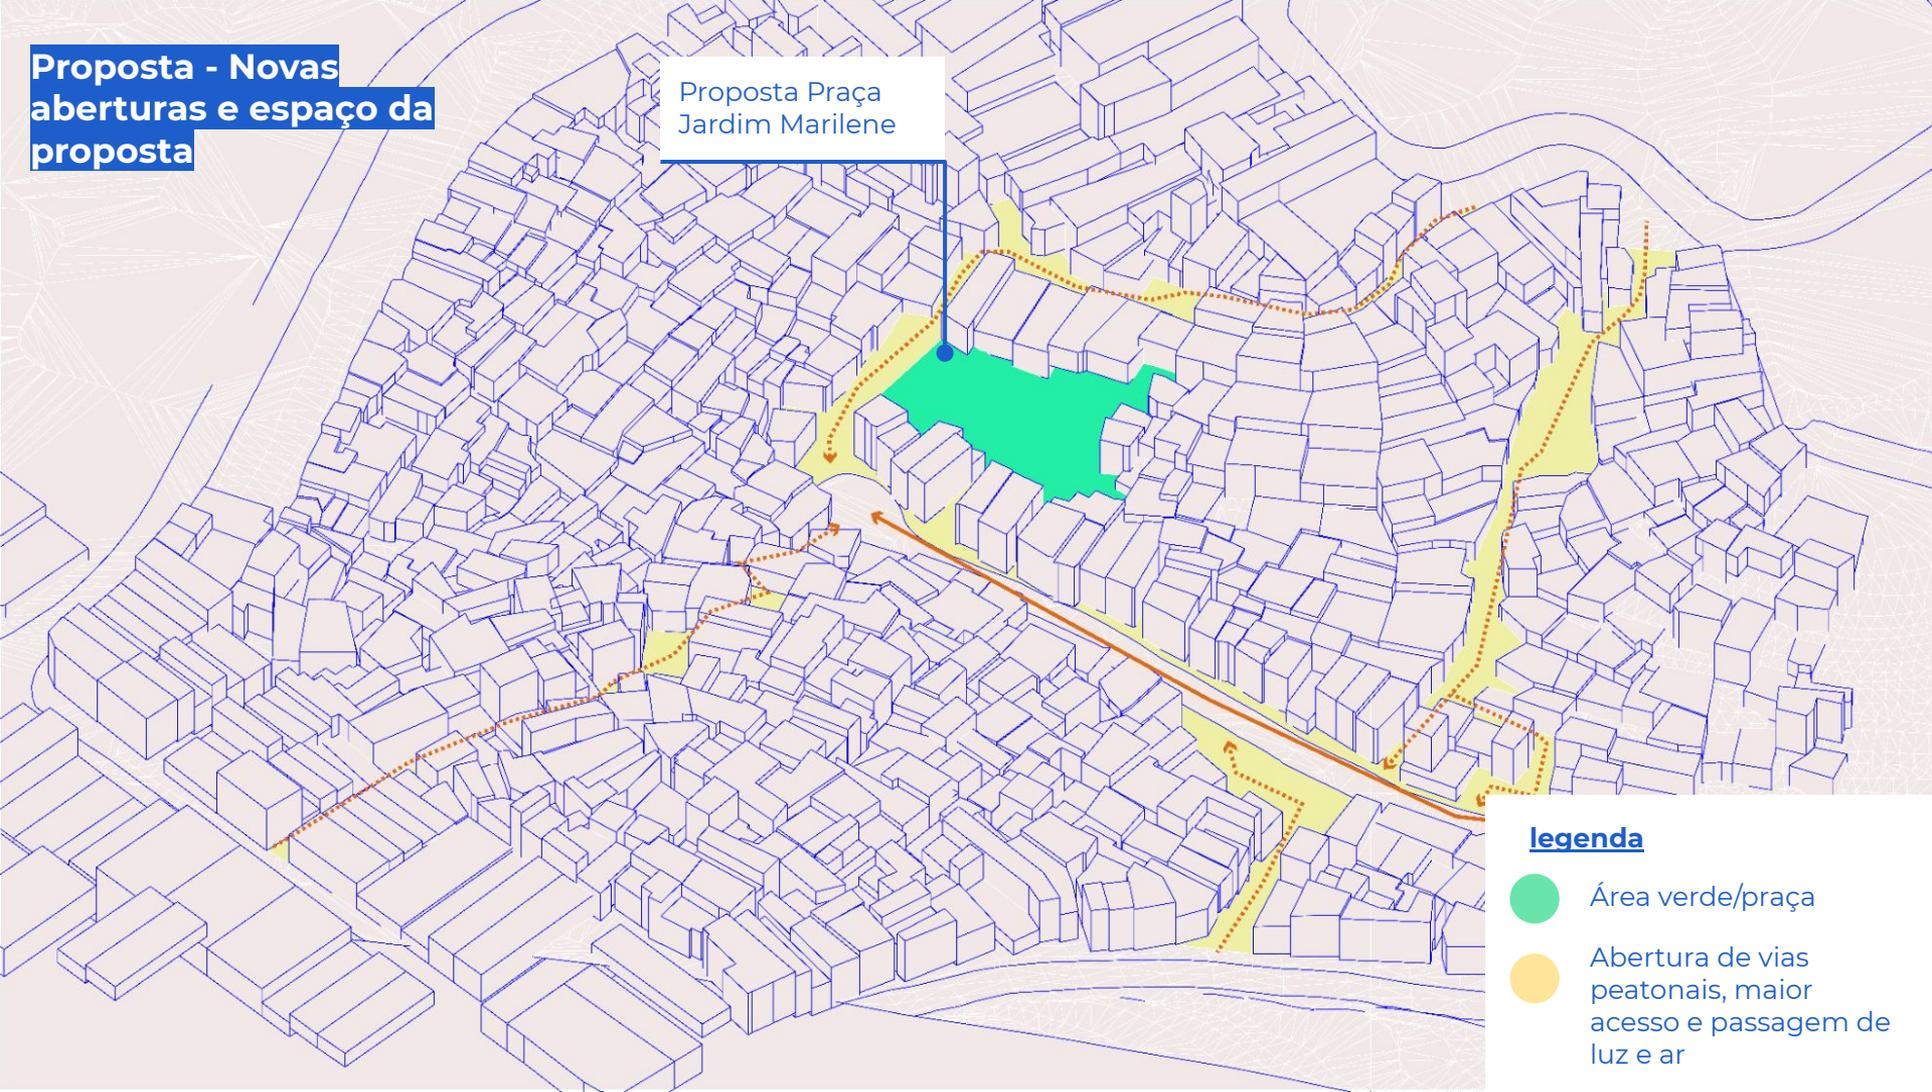 Proposta - Novas
aberturas e espaço da
proposta
Proposta Praça
Jardim Marilene
legenda
Área verde/praça
Abertura de vias
peatonais, maior
acesso e passagem de
luz e ar